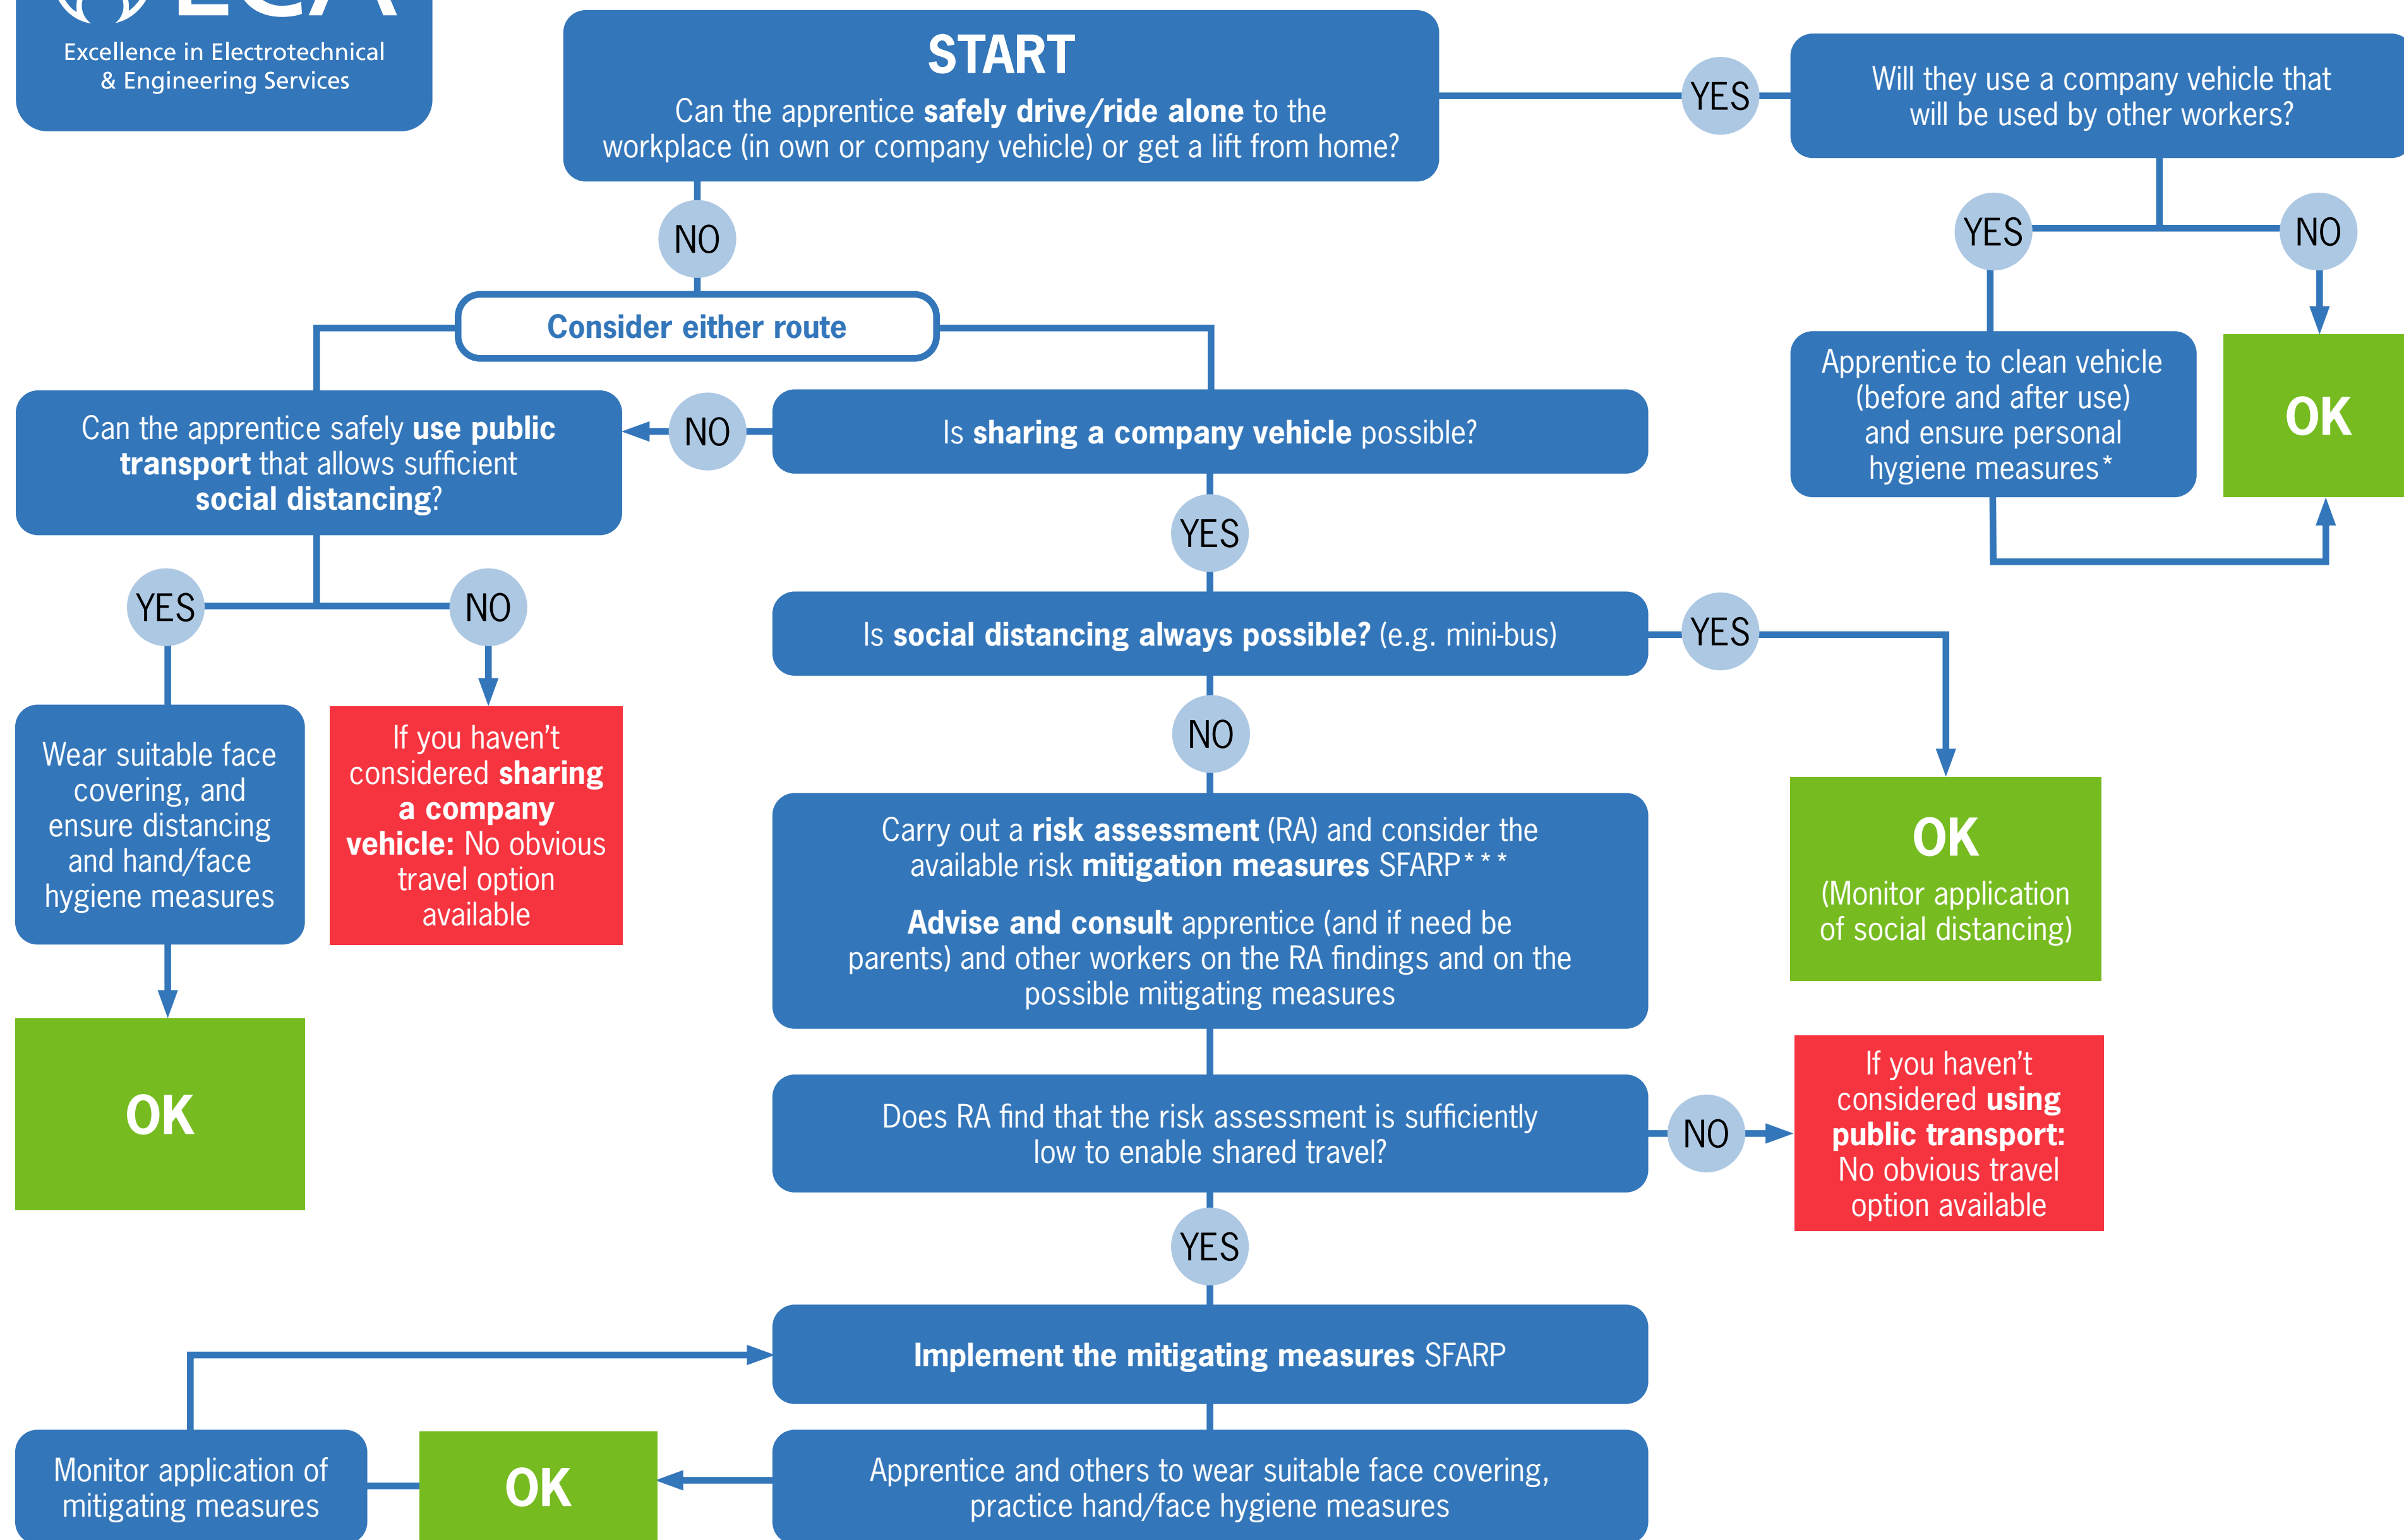 ECA
Excellence in Electrotechnical
& Engineering Services
START
Can the apprentice safely drive/ride alone to the
workplace (in own or company vehicle) or get a lift from home?
YES
Will they use a company vehicle that
will be used by other workers?
YES
NO
Apprentice to clean vehicle
(before and after use)
and ensure personal
hygiene measures*
OK
NO
Consider either route
Can the apprentice safely use public
transport that allows sufficient
social distancing?
NO
Is sharing a company vehicle possible?
YES
NO
Wear suitable face
covering, and
ensure distancing
and hand/face
hygiene measures
If you haven't
considered sharing
a company
vehicle: No obvious
travel option
available
OK
YES
Is social distancing always possible? (e.g. mini-bus)
YES
OK
(Monitor application
of social distancing)
NO
Carry out a risk assessment (RA) and consider the
available risk mitigation measures SFARP***
Advise and consult apprentice (and if need be
parents) and other workers on the RA findings and on the
possible mitigating measures
Does RA find that the risk assessment is sufficiently
low to enable shared travel?
NO
If you haven't
considered using
public transport:
No obvious travel
option available
YES
Implement the mitigating measures SFARP
Apprentice and others to wear suitable face covering,
practice hand/face hygiene measures
OK
Monitor application of
mitigating measures